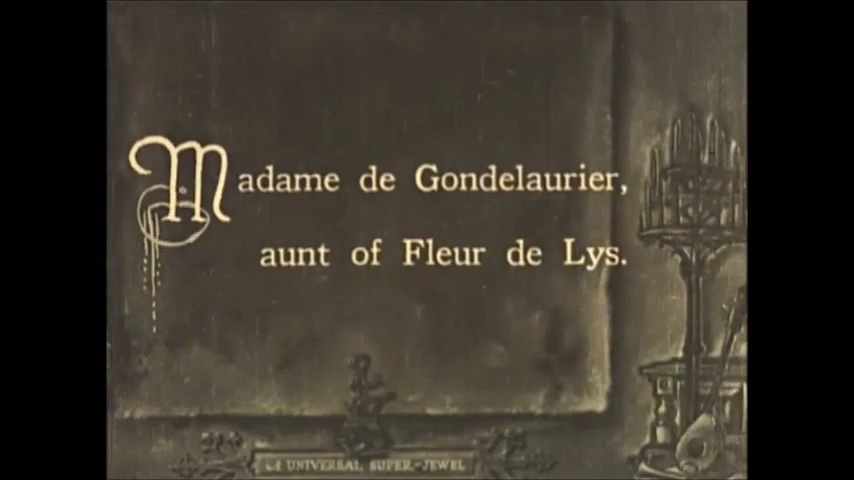 Madame de Gondelaurier,
aunt of Fleur de Lys.
A UNIVERSAL SUPER-JEWEL